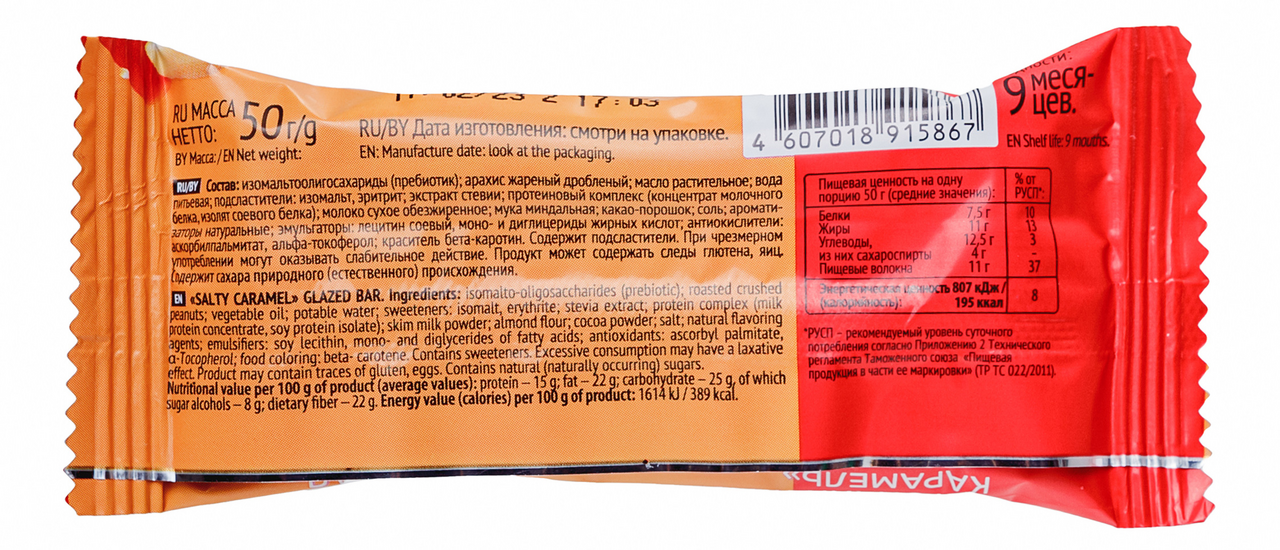 02/23 2 17:03
RU МАССА
НЕТТО:
50 г/g
BY Масса: / EN Net weight:
RU/BY Дата изготовления: смотри на упаковке.
EN: Manufacture date: look at the packaging.
4 607018 915867
9 МЕСЯ-
ЦЕВ.
EN Shelf life: 9 mouths.
RU/BY Состав: изомальтоолигосахариды (пребиотик); арахис жареный дробленый; масло растительное; вода
питьевая; подсластители: изомальт, эритрит; экстракт стевии; протеиновый комплекс (концентрат молочного
белка, изолят соевого белка); молоко сухое обезжиренное; мука миндальная; какао-порошок; соль; аромати-
заторы натуральные; эмульгаторы: лецитин соевый, моно- и диглицериды жирных кислот; антиокислители:
аскорбилпальмитат, альфа-токоферол; краситель бета-каротин. Содержит подсластители. При чрезмерном
употреблении могут оказывать слабительное действие. Продукт может содержать следы глютена, яиц.
Содержит сахара природного (естественного) происхождения.
EN «SALTY CARAMEL» GLAZED BAR. Ingredients: isomalto-oligosaccharides (prebiotic); roasted crushed
peanuts; vegetable oil; potable water; sweeteners: isomalt, erythrite; stevia extract; protein complex (milk
protein concentrate, soy protein isolate); skim milk powder; almond flour; cocoa powder; salt; natural flavoring
agents; emulsifiers: soy lecithin, mono- and diglycerides of fatty acids; antioxidants: ascorbyl palmitate,
α-Tocopherol; food coloring: beta- carotene. Contains sweeteners. Excessive consumption may have a laxative
effect. Product may contain traces of gluten, eggs. Contains natural (naturally occurring) sugars.
Nutritional value per 100 g of product (average values): protein – 15 g; fat – 22 g; carbohydrate – 25 g, of which
sugar alcohols – 8 g; dietary fiber – 22 g. Energy value (calories) per 100 g of product: 1614 kJ / 389 kcal.
Пищевая ценность на одну % от
порцию 50 г (средние значения): РУСП*:
Белки 7,5 г 10
Жиры 11 г 13
Углеводы, 12,5 г 3
из них сахароспирты 4 г –
Пищевые волокна 11 г 37
Энергетическая ценность 807 кДж /
(калорийность): 195 ккал 8
*РУСП – рекомендуемый уровень суточного
потребления согласно Приложению 2 Технического
регламента Таможенного союза «Пищевая
продукция в части ее маркировки» (ТР ТС 022/2011).
КАРАМЕЛЬ»